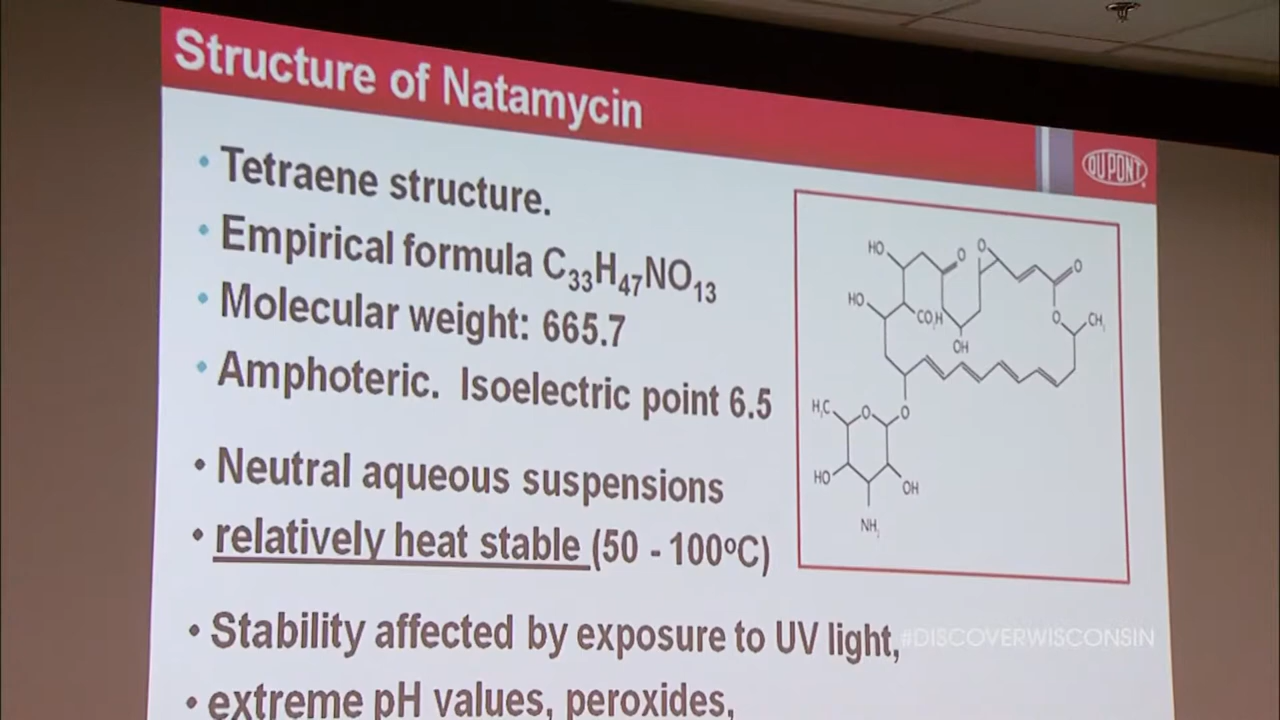 Structure of Natamycin
DUPONT
• Tetraene structure.
• Empirical formula C₃₃H₄₇NO₁₃
• Molecular weight: 665.7
• Amphoteric. Isoelectric point 6.5
• Neutral aqueous suspensions
• relatively heat stable (50 - 100ºC)
• Stability affected by exposure to UV light,
• extreme pH values, peroxides,
HO
O
O
O
HO
CO₂H
O
CH₃
OH
H₃C
O
O
HO
OH
NH₂
#DISCOVERWISCONSIN